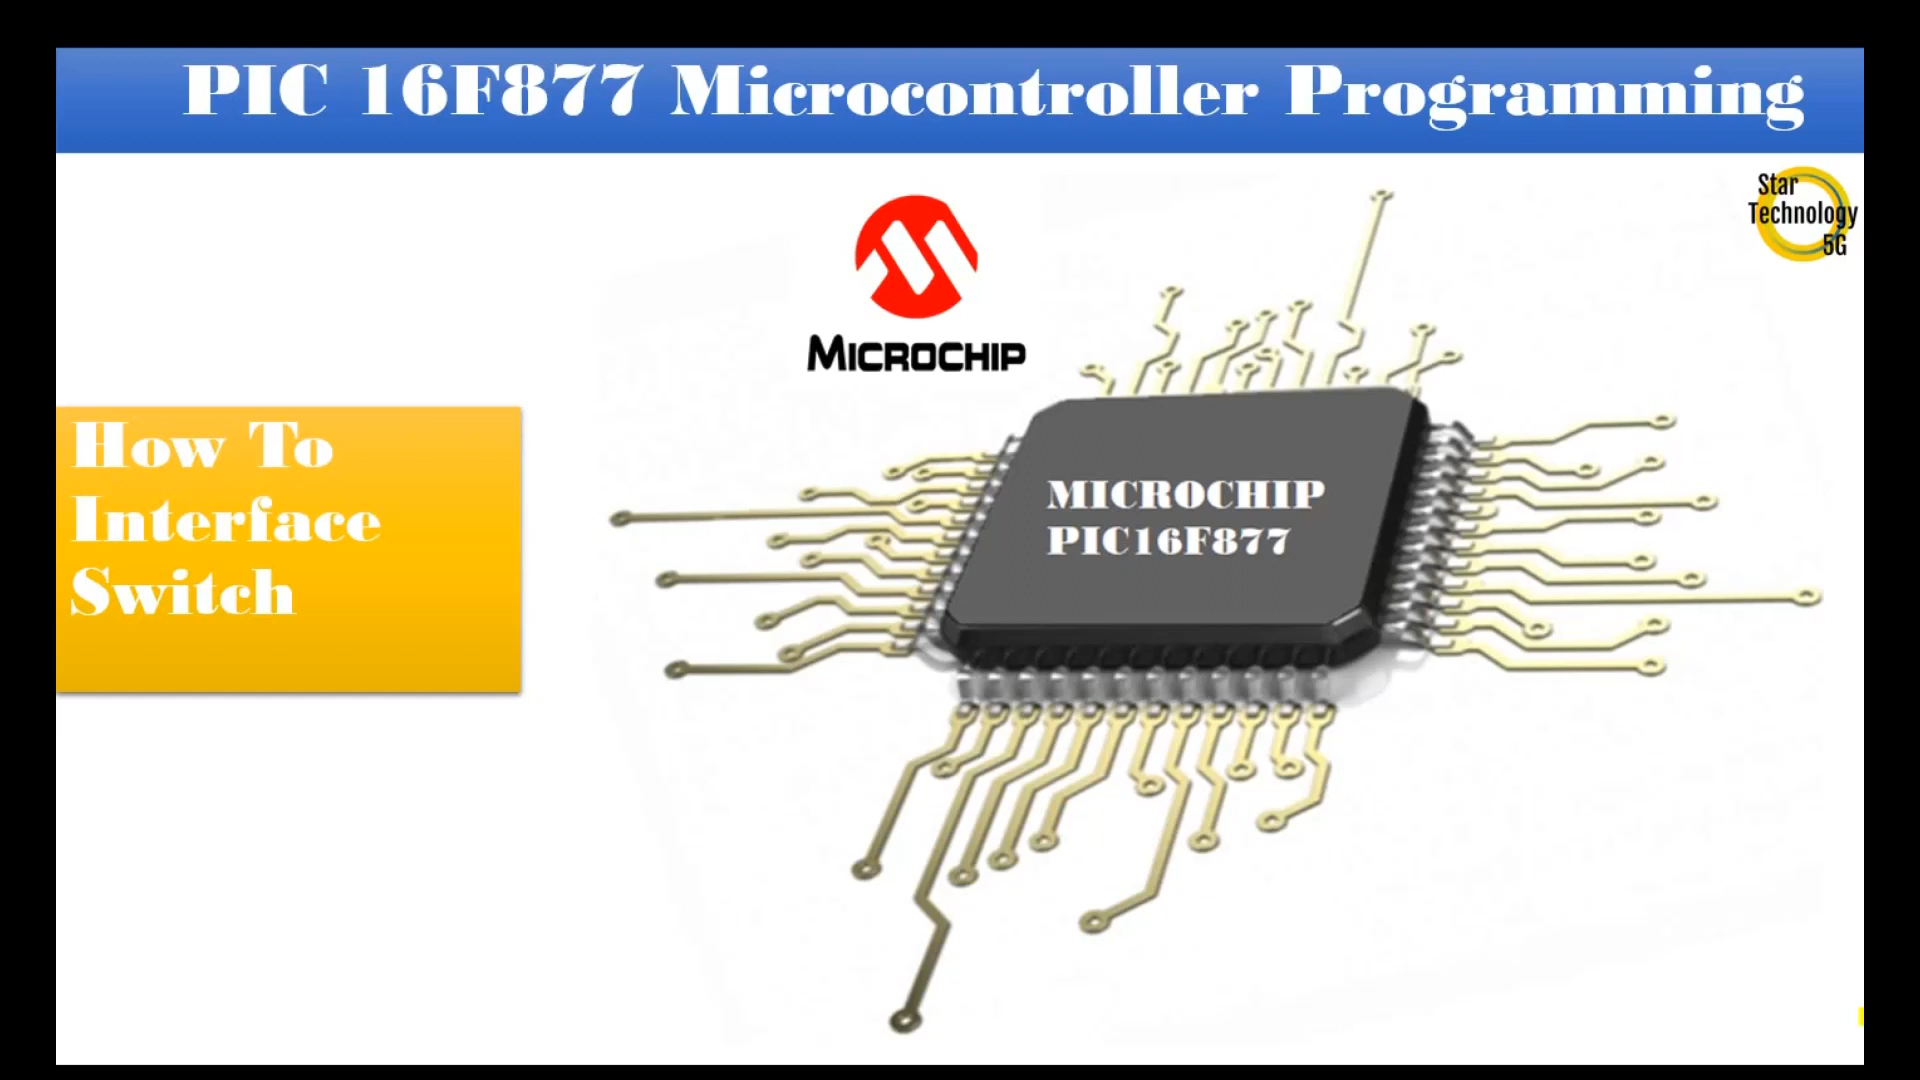 PIC 16F877 Microcontroller Programming
Star
Technology
5G
MICROCHIP
How To
Interface
Switch
MICROCHIP
PIC16F877